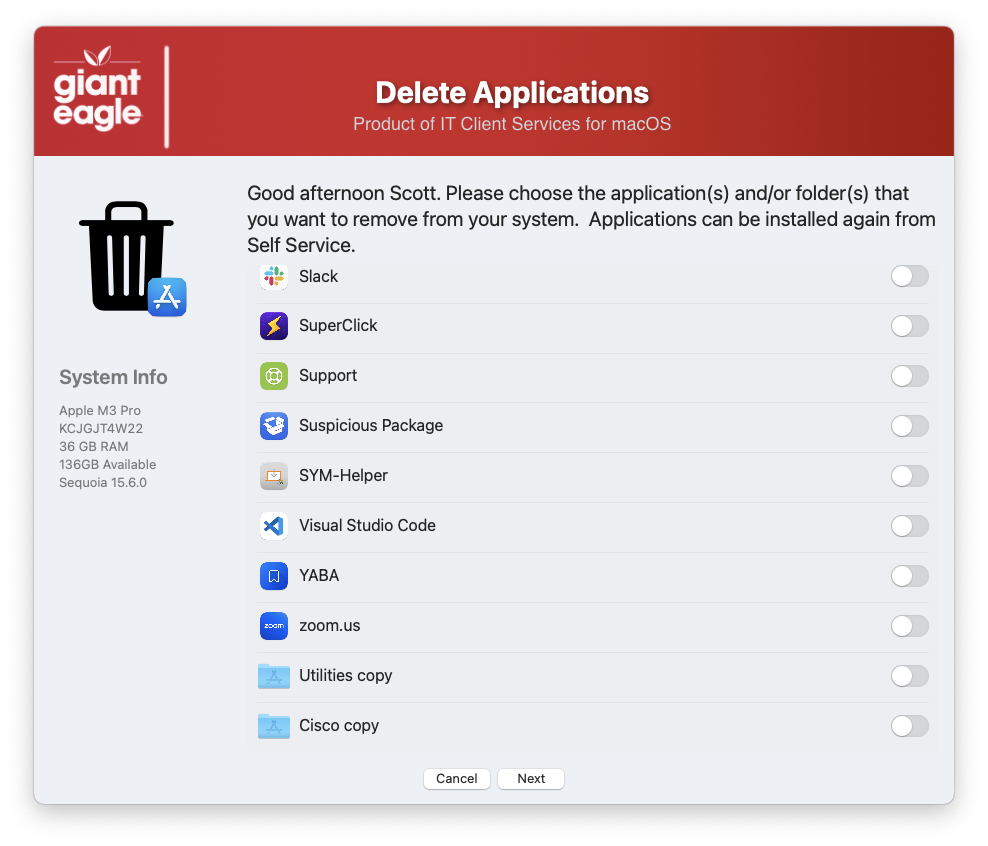 giant
eagle
Delete Applications
Product of IT Client Services for macOS
Good afternoon Scott. Please choose the application(s) and/or folder(s) that
you want to remove from your system.  Applications can be installed again from
Self Service.
System Info
Apple M3 Pro
KCJGJT4W22
36 GB RAM
136GB Available
Sequoia 15.6.0
Slack
SuperClick
Support
Suspicious Package
SYM-Helper
Visual Studio Code
YABA
zoom
zoom.us
Utilities copy
Cisco copy
Cancel
Next